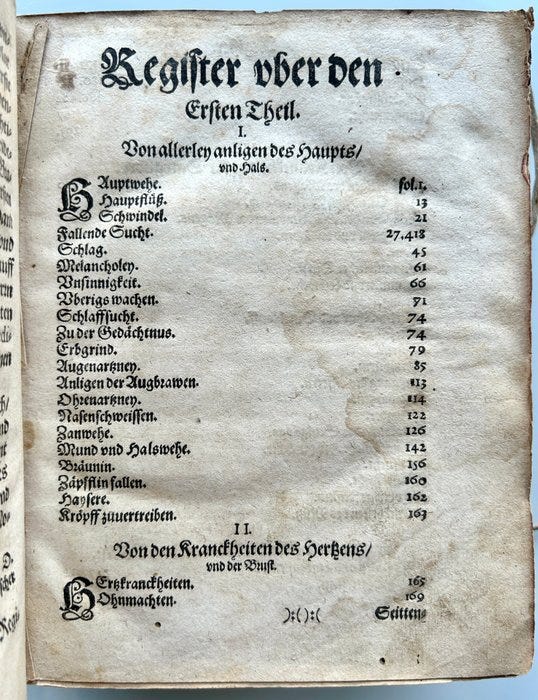 Register vber den
Ersten Theil.
I.
Von allerley anligen des Haupts/
vnd Hals.
HAuptwehe. fol.1.
Hauptflüß. 13
Schwindel. 21
Fallende Sucht. 27,418
Schlag. 45
Melancholey. 61
Vnsinnigkeit. 66
Vberigs wachen. 71
Schlaffsucht. 74
Zu der Gedächtnus. 74
Erbgrind. 79
Augenartzney. 85
Anligen der Augbrawen. 113
Ohrenartzney. 114
Nasenschweissen. 122
Zanwehe. 126
Mund vnd Halswehe. 142
Bräunin. 156
Zäpfflin fallen. 160
Haysere. 162
Kröpff zuuertreiben. 163
II.
Von den Kranckheiten des Hertzens/
vnd der Brust.
HErtzkranckheiten. 165
Ohnmachten. 169
):():( Seitten-